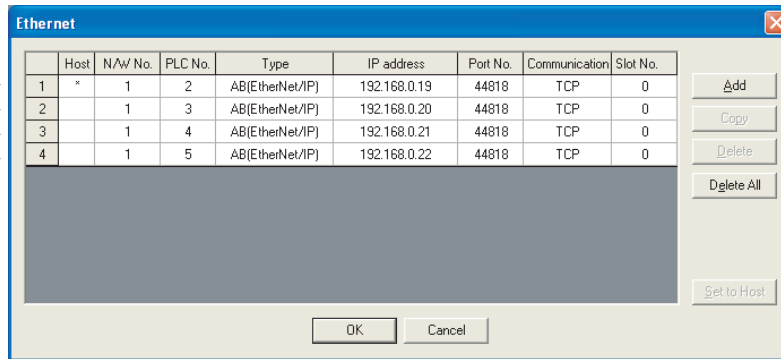 Ethernet
Host N/W No. PLC No. Type IP address Port No. Communication Slot No.
1 * 1 2 AB(EtherNet/IP) 192.168.0.19 44818 TCP 0
2 1 3 AB(EtherNet/IP) 192.168.0.20 44818 TCP 0
3 1 4 AB(EtherNet/IP) 192.168.0.21 44818 TCP 0
4 1 5 AB(EtherNet/IP) 192.168.0.22 44818 TCP 0
Add
Copy
Delete
Delete All
Set to Host
OK Cancel